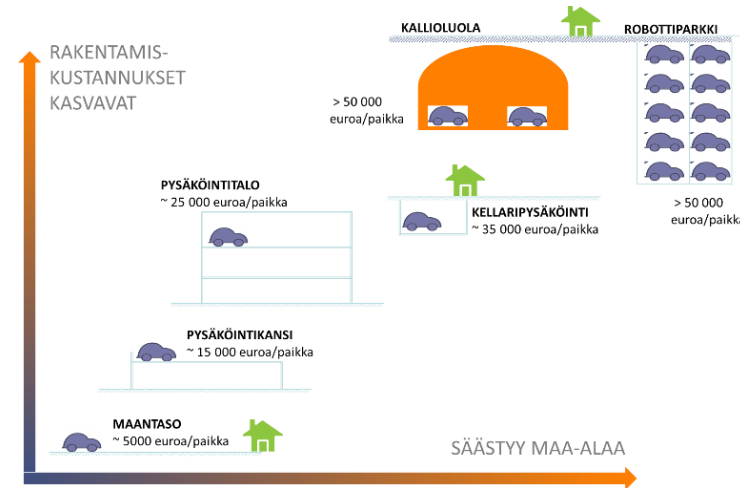 RAKENTAMIS-
KUSTANNUKSET
KASVAVAT
KALLIOLUOLA
> 50 000
euroa/paikka
ROBOTTIPARKKI
> 50 000
euroa/paikka
PYSÄKÖINTITALO
~ 25 000 euroa/paikka
KELLARIPYSÄKÖINTI
~ 35 000 euroa/paikka
PYSÄKÖINTIKANSI
~ 15 000 euroa/paikka
MAANTASO
~ 5000 euroa/paikka
SÄÄSTYY MAA-ALAA